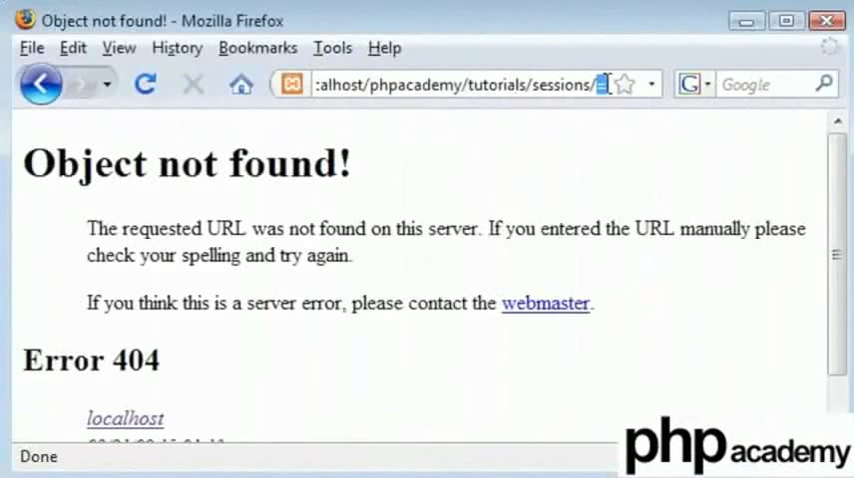 Object not found! - Mozilla Firefox
File Edit View History Bookmarks Tools Help
:alhost/phpacademy/tutorials/sessions/
G Google
Object not found!
The requested URL was not found on this server. If you entered the URL manually please
check your spelling and try again.
If you think this is a server error, please contact the webmaster.
Error 404
localhost
Done
php academy